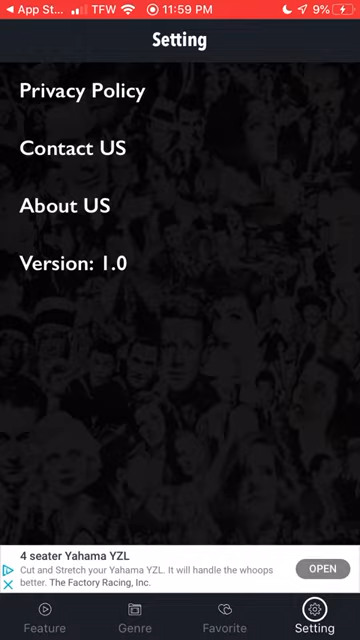 App St... TFW 11:59 PM 9%
Setting
Privacy Policy
Contact US
About US
Version: 1.0
4 seater Yahama YZL
Cut and Stretch your Yahama YZL. It will handle the whoops
better. The Factory Racing, Inc.
OPEN
Feature Genre Favorite Setting